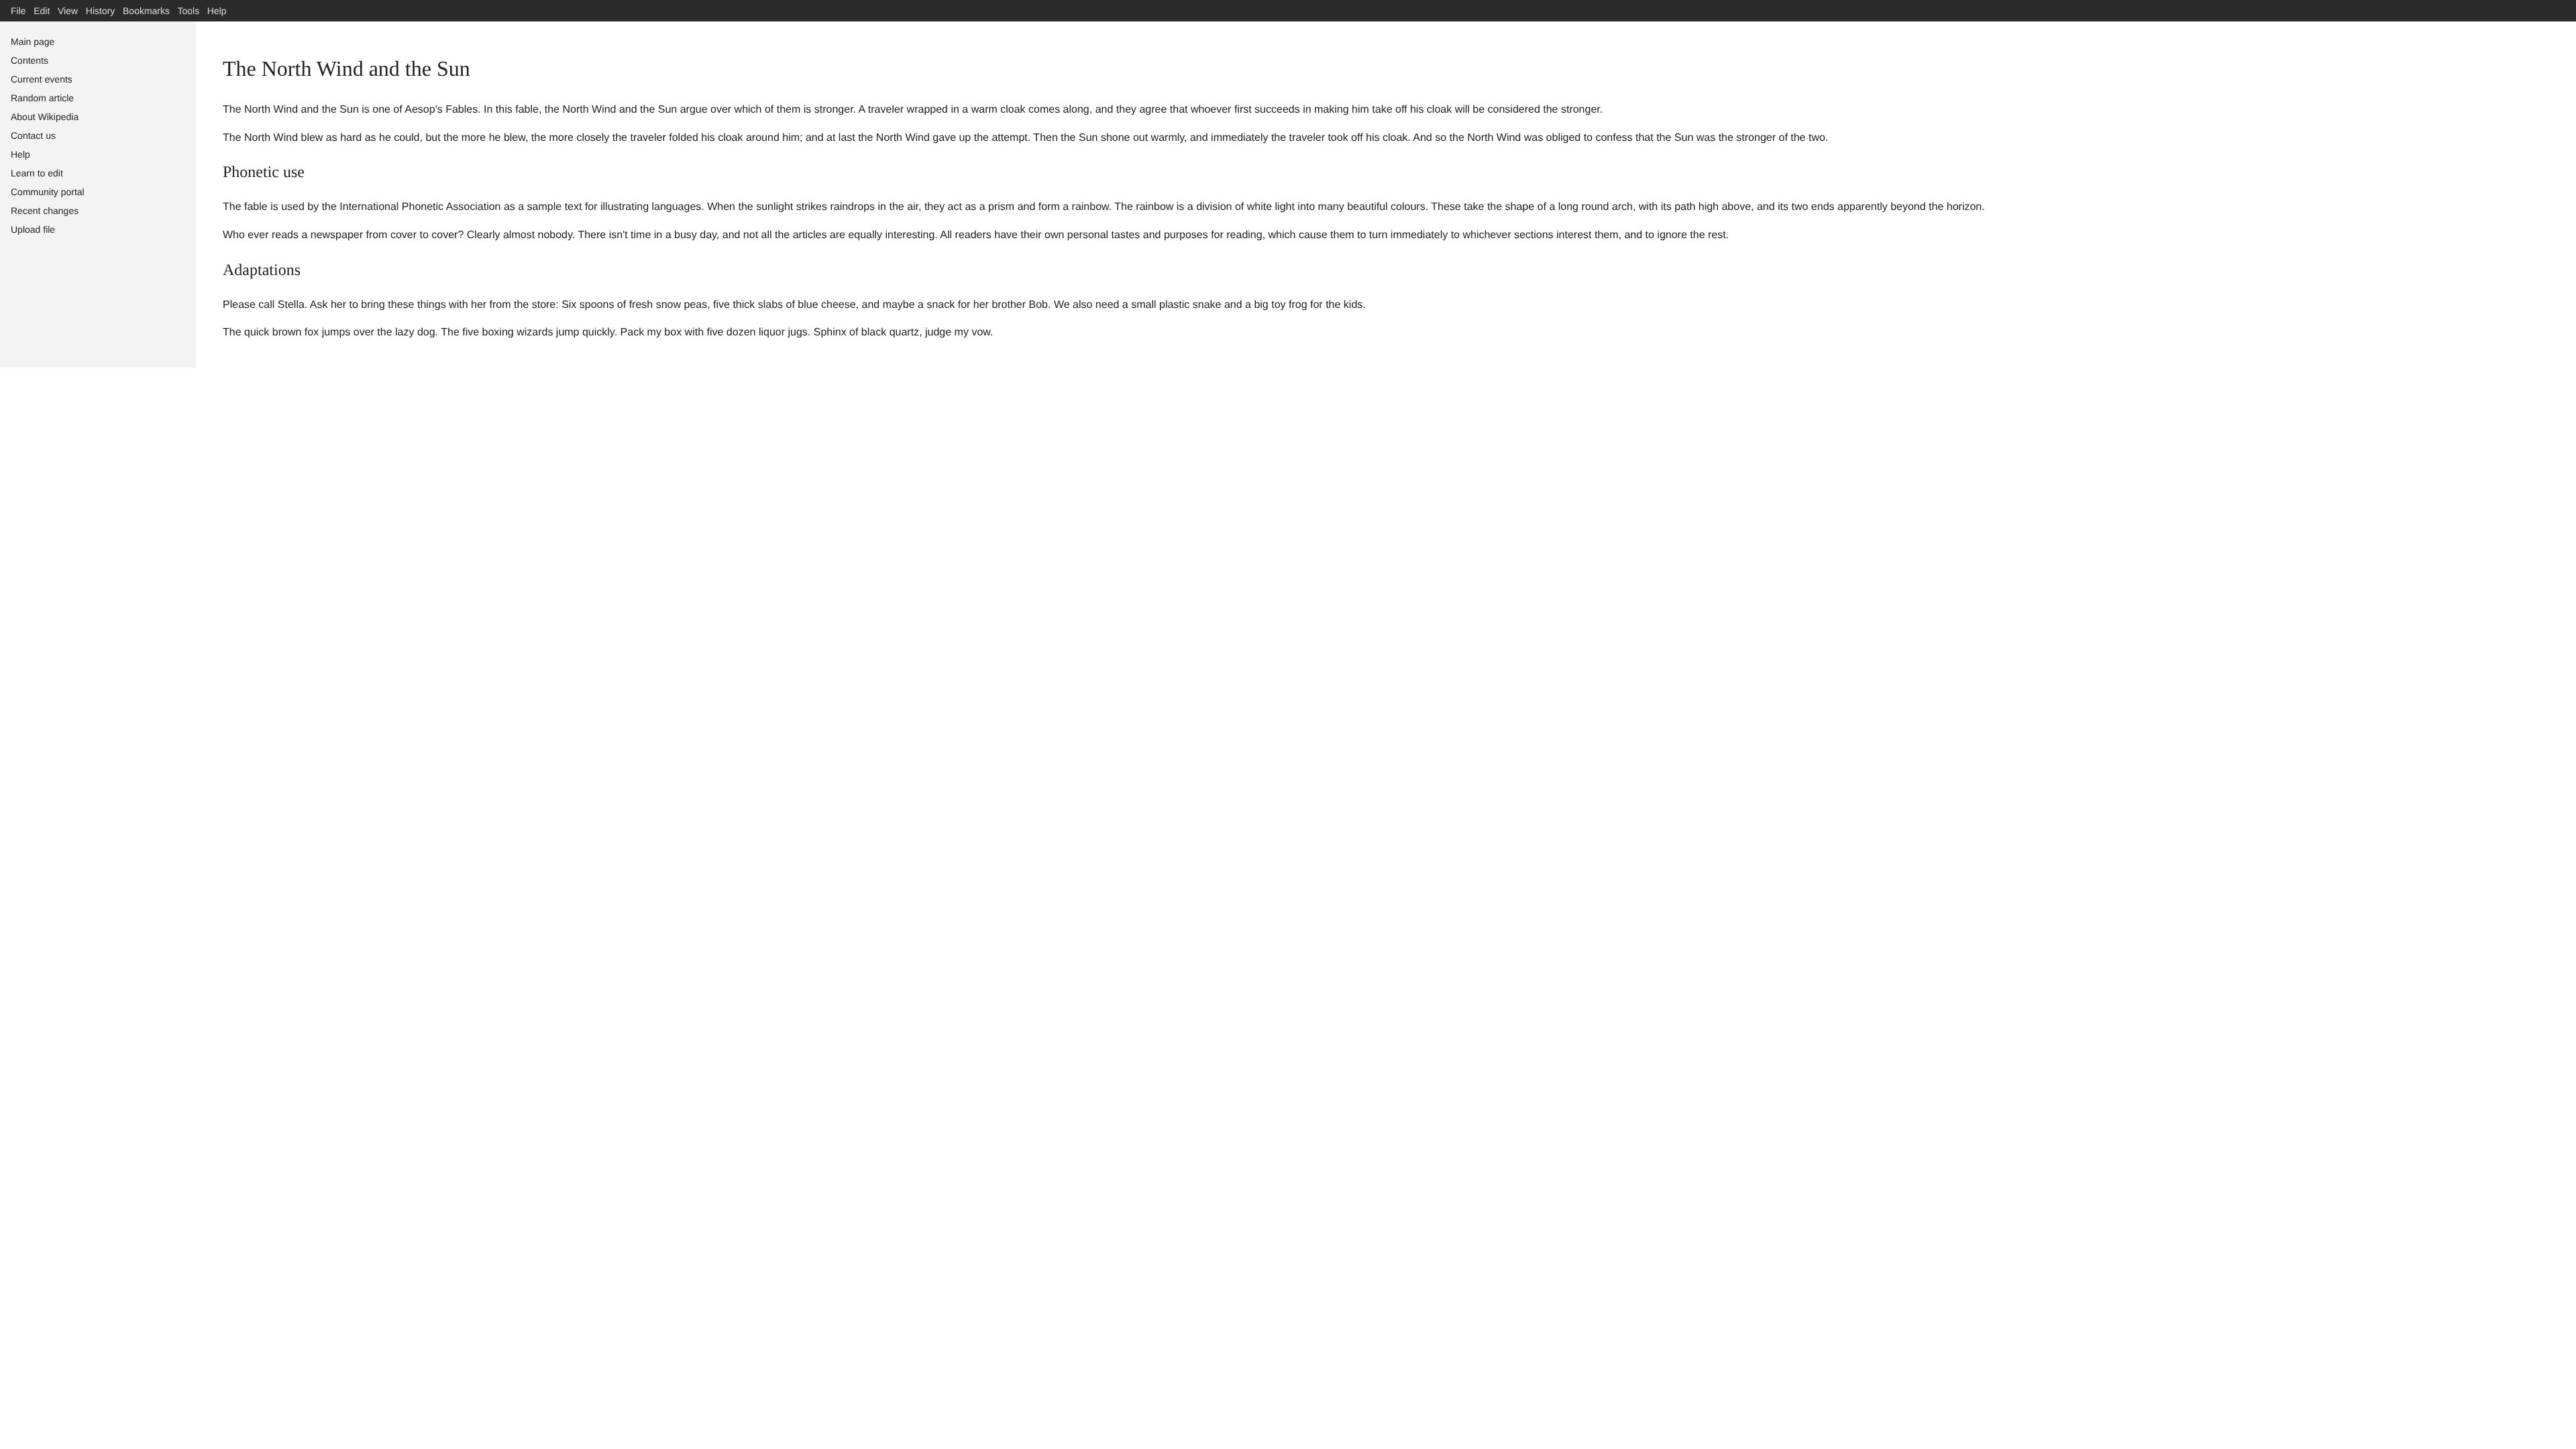 File Edit View History Bookmarks Tools Help
Main page
Contents
Current events
Random article
About Wikipedia
Contact us
Help
Learn to edit
Community portal
Recent changes
Upload file
The North Wind and the Sun
The North Wind and the Sun is one of Aesop's Fables. In this fable, the North Wind and the Sun argue over which of them is stronger. A traveler wrapped in a warm cloak comes along, and they agree that whoever first succeeds in making him take off his cloak will be considered the stronger.
The North Wind blew as hard as he could, but the more he blew, the more closely the traveler folded his cloak around him; and at last the North Wind gave up the attempt. Then the Sun shone out warmly, and immediately the traveler took off his cloak. And so the North Wind was obliged to confess that the Sun was the stronger of the two.
Phonetic use
The fable is used by the International Phonetic Association as a sample text for illustrating languages. When the sunlight strikes raindrops in the air, they act as a prism and form a rainbow. The rainbow is a division of white light into many beautiful colours. These take the shape of a long round arch, with its path high above, and its two ends apparently beyond the horizon.
Who ever reads a newspaper from cover to cover? Clearly almost nobody. There isn't time in a busy day, and not all the articles are equally interesting. All readers have their own personal tastes and purposes for reading, which cause them to turn immediately to whichever sections interest them, and to ignore the rest.
Adaptations
Please call Stella. Ask her to bring these things with her from the store: Six spoons of fresh snow peas, five thick slabs of blue cheese, and maybe a snack for her brother Bob. We also need a small plastic snake and a big toy frog for the kids.
The quick brown fox jumps over the lazy dog. The five boxing wizards jump quickly. Pack my box with five dozen liquor jugs. Sphinx of black quartz, judge my vow.